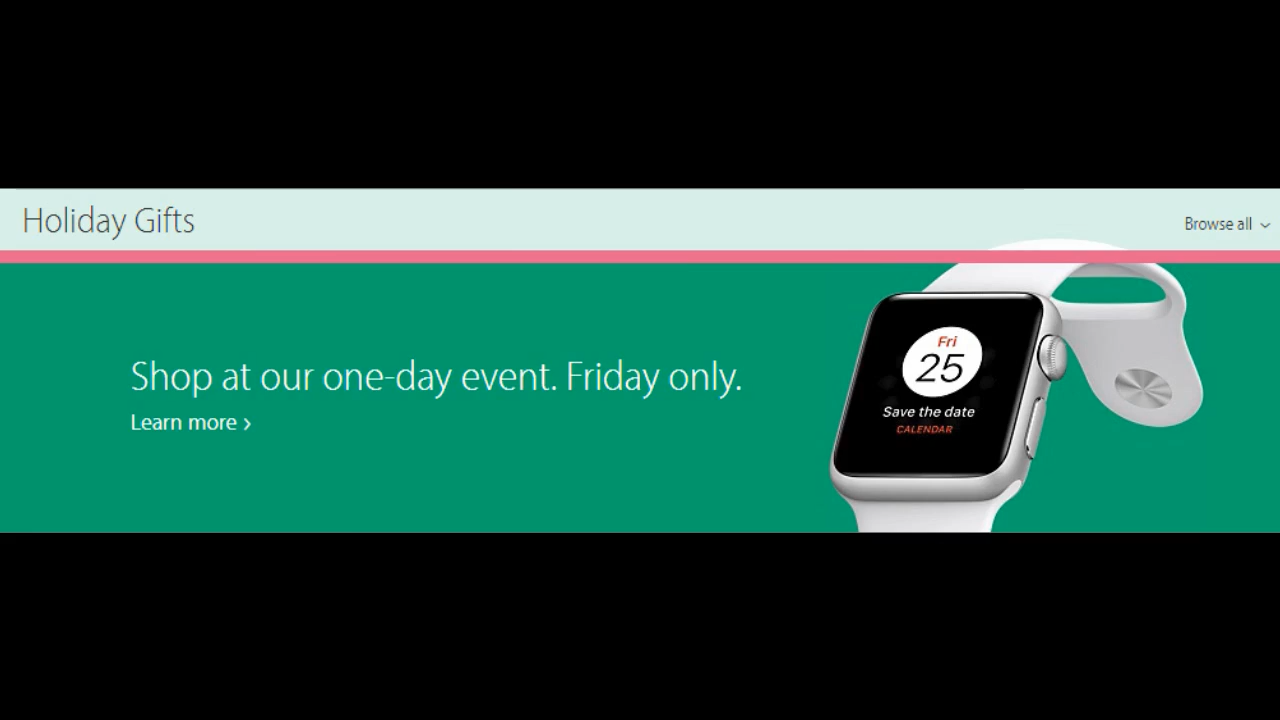 Holiday Gifts
Browse all
Shop at our one-day event. Friday only.
Learn more ›
Fri
25
Save the date
CALENDAR